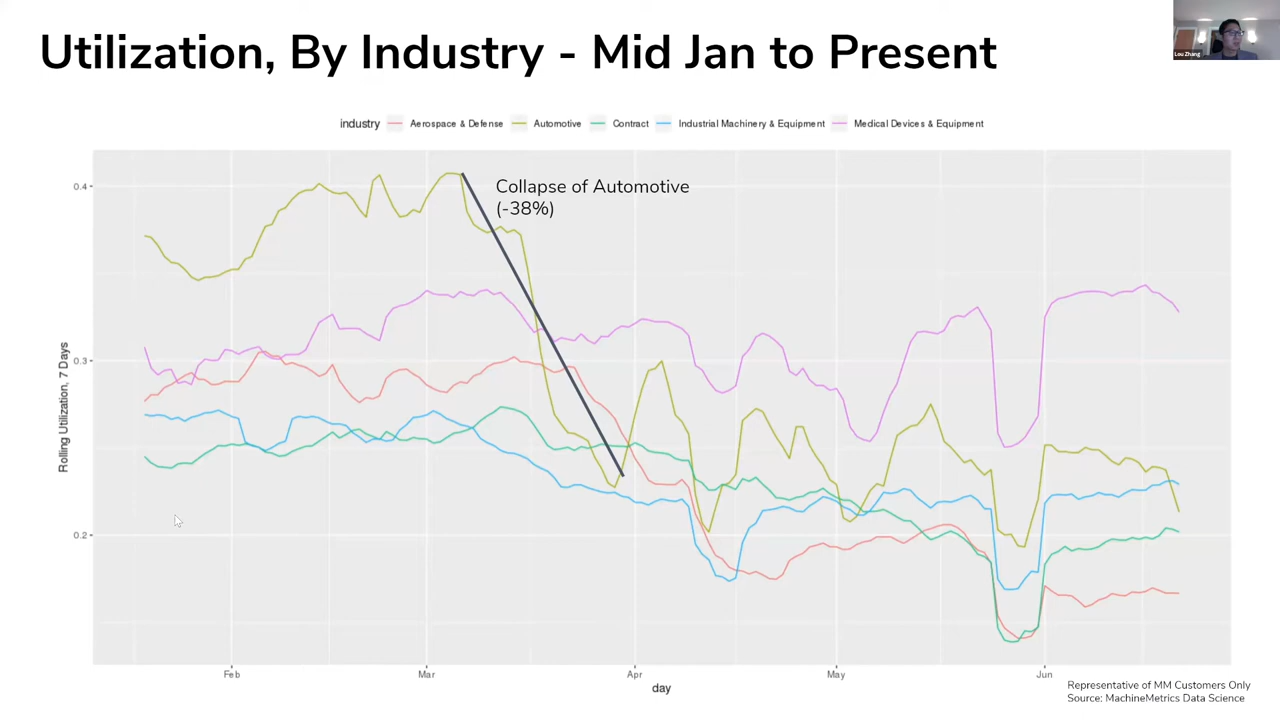 Utilization, By Industry - Mid Jan to Present
Lou Zhang
industry Aerospace & Defense Automotive Contract Industrial Machinery & Equipment Medical Devices & Equipment
Collapse of Automotive
(-38%)
0.4
0.3
0.2
Rolling Utilization, 7 Days
Feb Mar Apr May Jun
day
Representative of MM Customers Only
Source: MachineMetrics Data Science